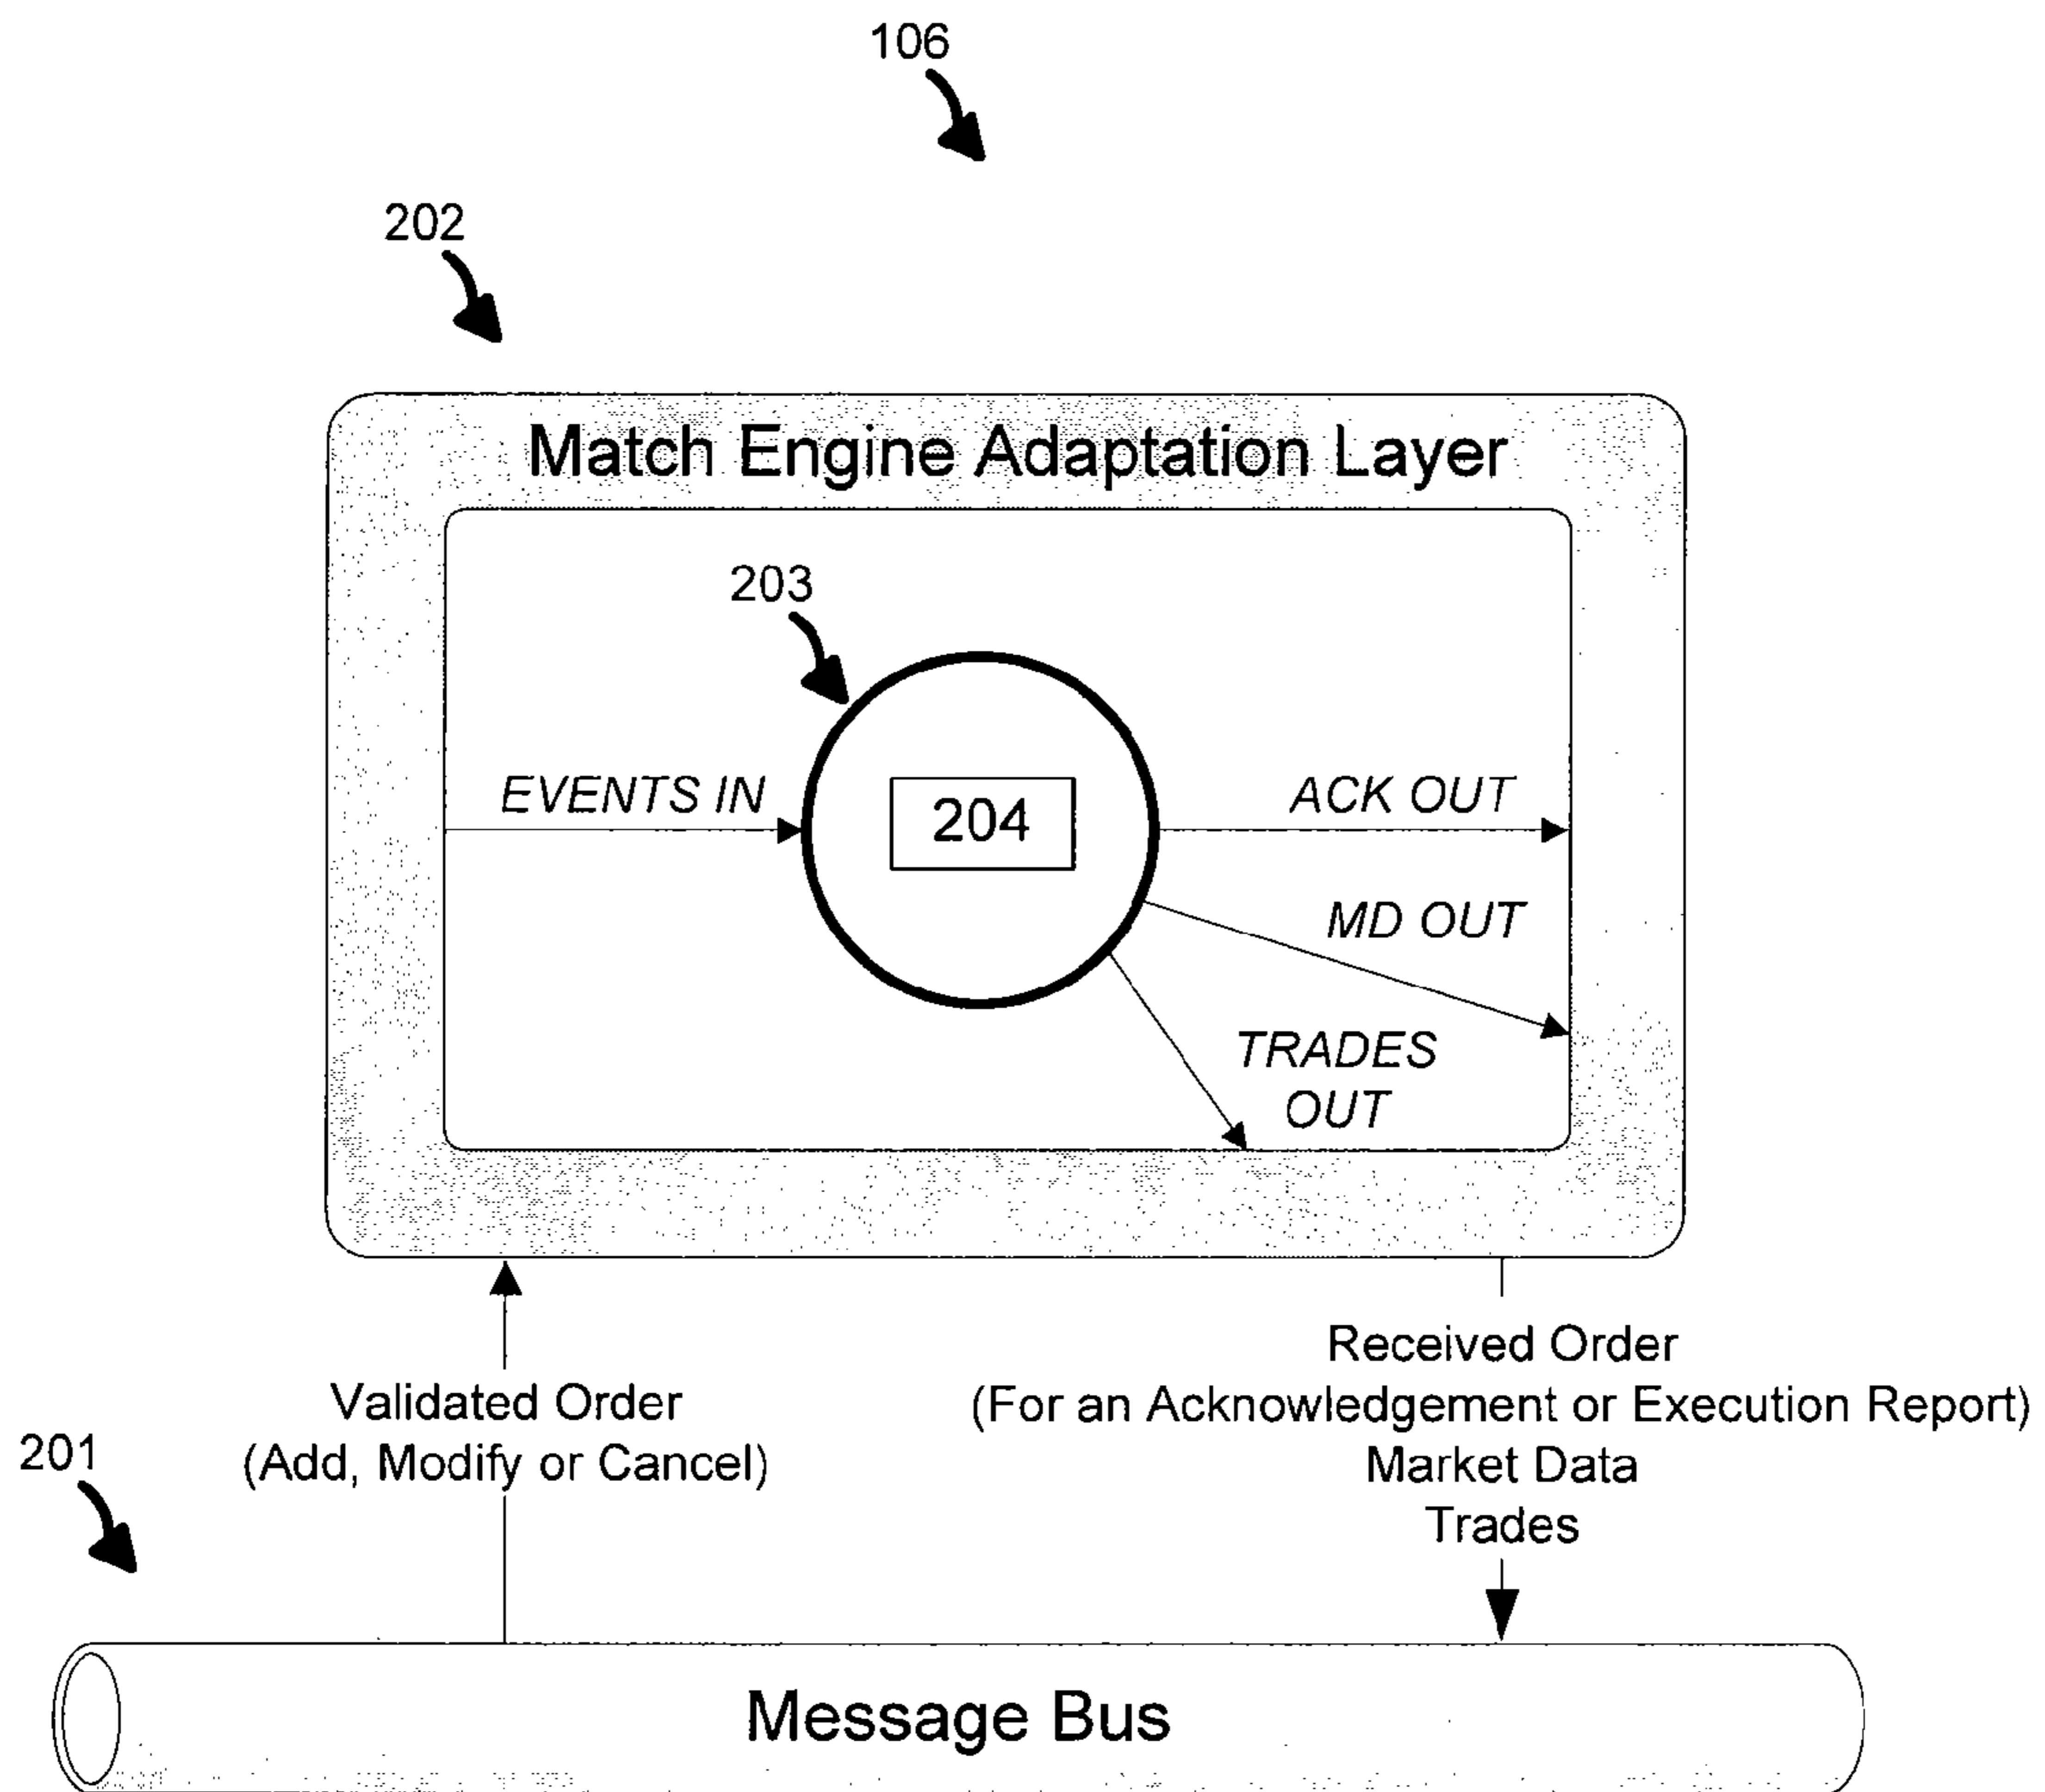 106
202
Match Engine Adaptation Layer
203
EVENTS IN
204
ACK OUT
MD OUT
TRADES
OUT
Validated Order
(Add, Modify or Cancel)
Received Order
(For an Acknowledgement or Execution Report)
Market Data
Trades
201
Message Bus